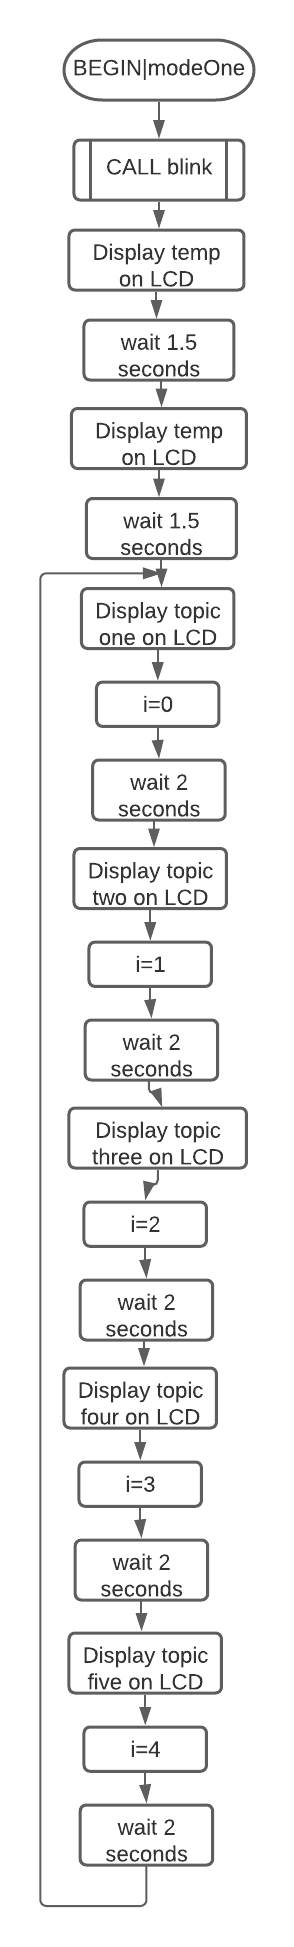 BEGIN|modeOne
CALL blink
Display temp
on LCD
wait 1.5
seconds
Display temp
on LCD
wait 1.5
seconds
Display topic
one on LCD
i=0
wait 2
seconds
Display topic
two on LCD
i=1
wait 2
seconds
Display topic
three on LCD
i=2
wait 2
seconds
Display topic
four on LCD
i=3
wait 2
seconds
Display topic
five on LCD
i=4
wait 2
seconds